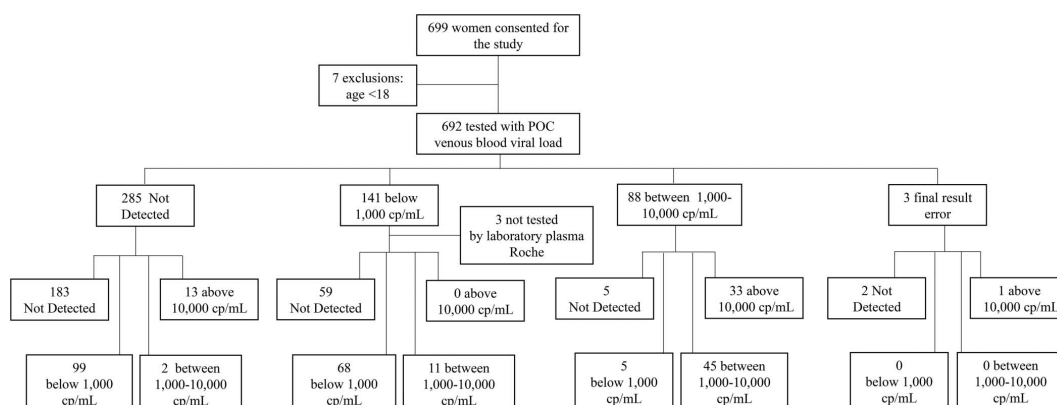 699 women consented for
the study
7 exclusions:
age <18
692 tested with POC
venous blood viral load
285 Not
Detected
141 below
1,000 cp/mL
88 between 1,000-
10,000 cp/mL
3 final result
error
3 not tested
by laboratory plasma
Roche
183
Not Detected
13 above
10,000 cp/mL
59
Not Detected
0 above
10,000 cp/mL
5
Not Detected
33 above
10,000 cp/mL
2 Not
Detected
1 above
10,000 cp/mL
99
below 1,000
cp/mL
2 between
1,000-10,000
cp/mL
68
below 1,000
cp/mL
11 between
1,000-10,000
cp/mL
5
below 1,000
cp/mL
45 between
1,000-10,000
cp/mL
0
below 1,000
cp/mL
0 between
1,000-10,000
cp/mL